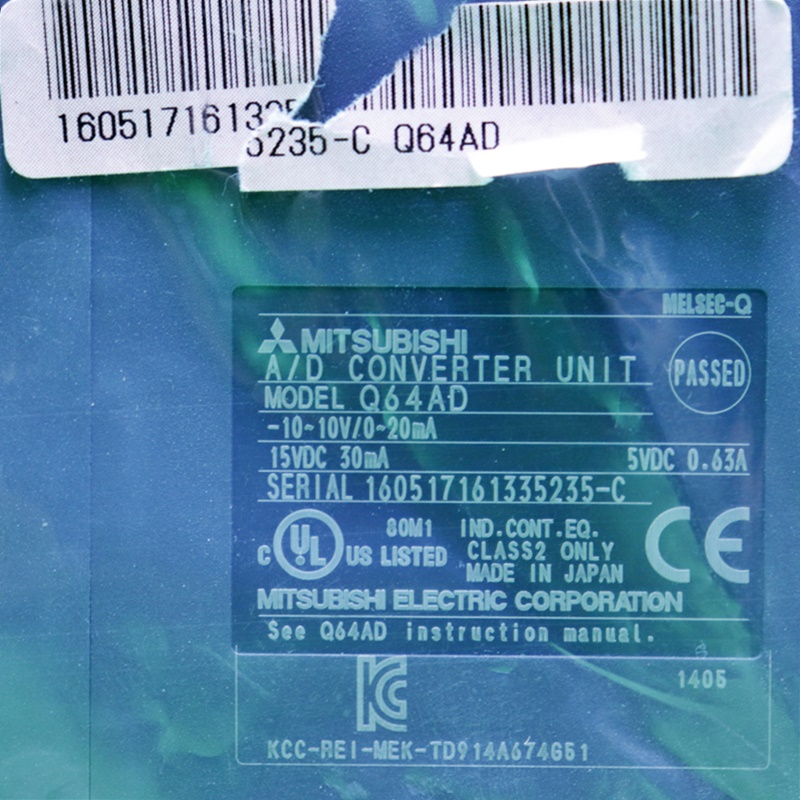 160517161335
5235-C Q64AD
MELSEC-Q
MITSUBISHI
A/D CONVERTER UNIT
PASSED
MODEL Q64AD
-10~10V/0~20mA
15VDC 30mA 5VDC 0.63A
SERIAL 160517161335235-C
C UL US LISTED
80M1 IND.CONT.EQ.
CLASS2 ONLY
MADE IN JAPAN
CE
MITSUBISHI ELECTRIC CORPORATION
See Q64AD instruction manual.
KC
1405
KCC-REI-MEK-TD914A674G51